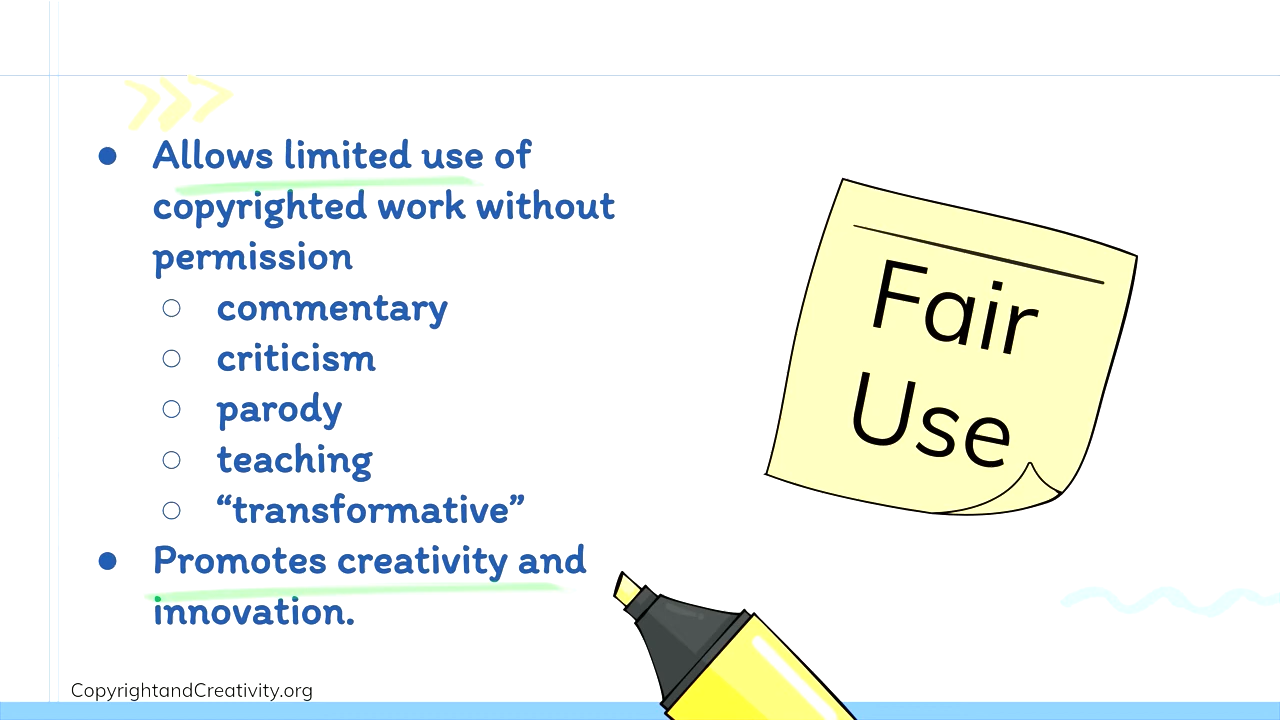 ● Allows limited use of
copyrighted work without
permission
○ commentary
○ criticism
○ parody
○ teaching
○ “transformative”
● Promotes creativity and
innovation.
Fair
Use
CopyrightandCreativity.org